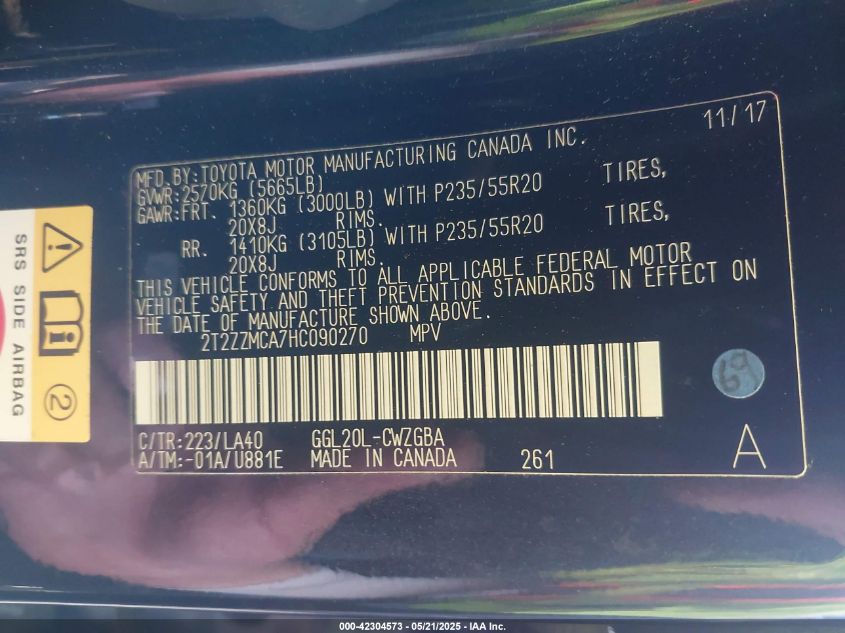 11/17
MFD.BY:TOYOTA MOTOR MANUFACTURING CANADA INC.
GVWR:2570KG (5665LB)
GAWR:FRT. 1360KG (3000LB) WITH P235/55R20 TIRES,
20X8J RIMS.
RR. 1410KG (3105LB) WITH P235/55R20 TIRES,
20X8J RIMS.
THIS VEHICLE CONFORMS TO ALL APPLICABLE FEDERAL MOTOR
VEHICLE SAFETY AND THEFT PREVENTION STANDARDS IN EFFECT ON
THE DATE OF MANUFACTURE SHOWN ABOVE.
2T2ZZMCA7HC090270 MPV
C/TR:223/LA40 GGL20L-CWZGBA
A/TM:-01A/U881E MADE IN CANADA 261 A
69
SRS SIDE AIRBAG
2
000-42304573 - 05/21/2025 - IAA Inc.